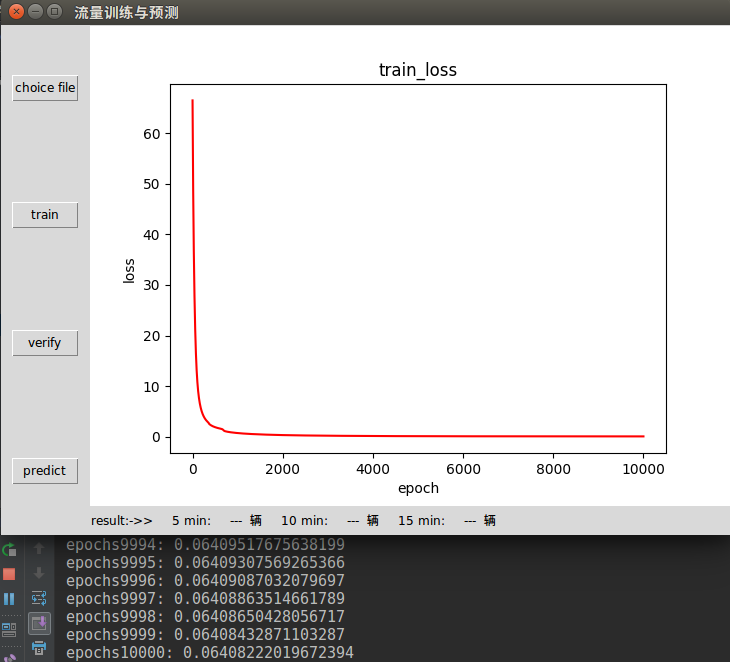 流量训练与预测
choice file
train
verify
predict
train_loss
loss
60
50
40
30
20
10
0
0 2000 4000 6000 8000 10000
epoch
result:->> 5 min: --- 辆 10 min: --- 辆 15 min: --- 辆
epochs9994: 0.06409517675638199
epochs9995: 0.06409307569265366
epochs9996: 0.06409087032079697
epochs9997: 0.06408863514661789
epochs9998: 0.06408650428056717
epochs9999: 0.06408432871103287
epochs10000: 0.06408222019672394